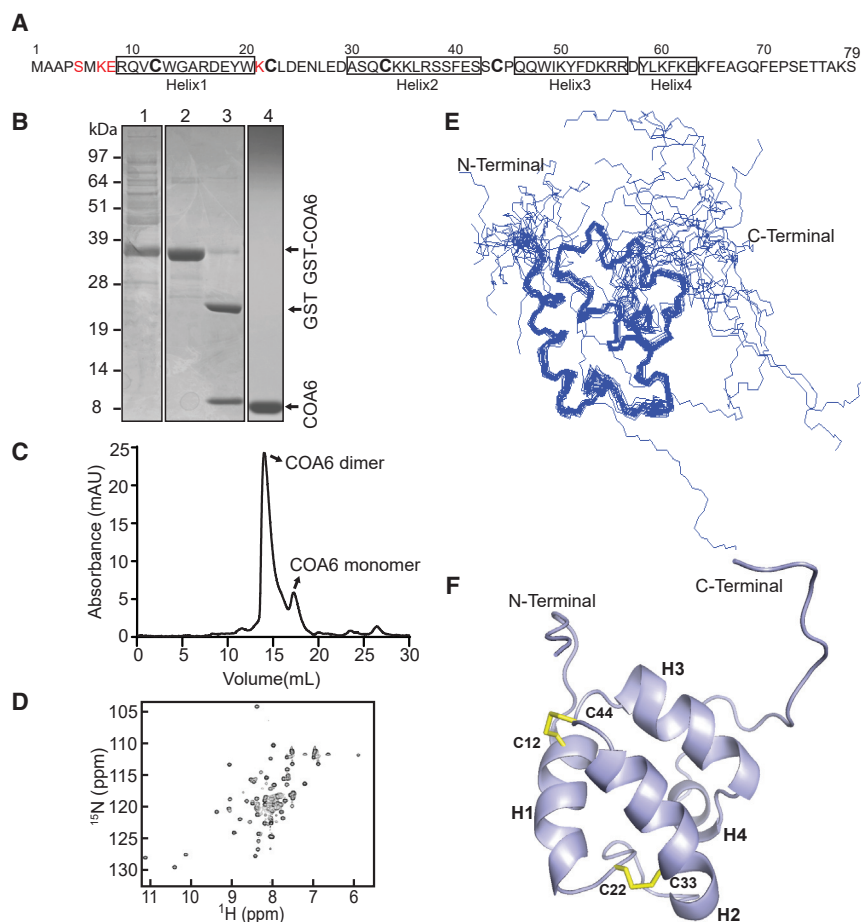 A
1 10 20 30 40 50 60 70 79
MAAPSMKERQVCWGARDEYWKCLDENLEDASQCKKLRSSFESSCPQQWIKYFDKRRDYLKFKEKFEAGQFEPSETTAKS
Helix1 Helix2 Helix3 Helix4
B
1 2 3 4
kDa
97
64
51
39
28
19
14
8
GST-COA6
GST
COA6
C
Absorbance (mAU)
25
20
15
10
5
0
COA6 dimer
COA6 monomer
0 5 10 15 20 25 30
Volume(mL)
D
15N (ppm)
105
110
115
120
125
130
11 10 9 8 7 6
1H (ppm)
E
N-Terminal
C-Terminal
F
N-Terminal
C-Terminal
H3
C44
C12
H1
H4
C22
C33
H2